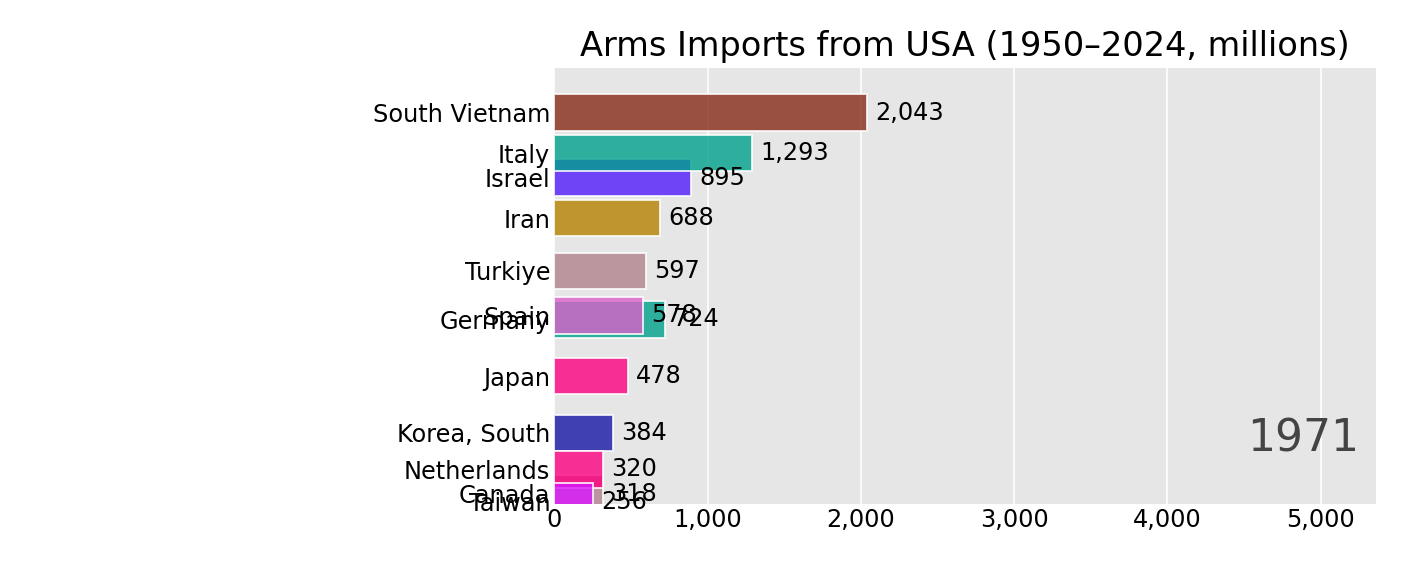 Arms Imports from USA (1950–2024, millions)
South Vietnam 2,043
Italy 1,293
Israel 895
Iran 688
Turkiye 597
Spain 578
Germany 724
Japan 478
Korea, South 384
1971
Netherlands 320
Canada 318
Taiwan 256
0 1,000 2,000 3,000 4,000 5,000